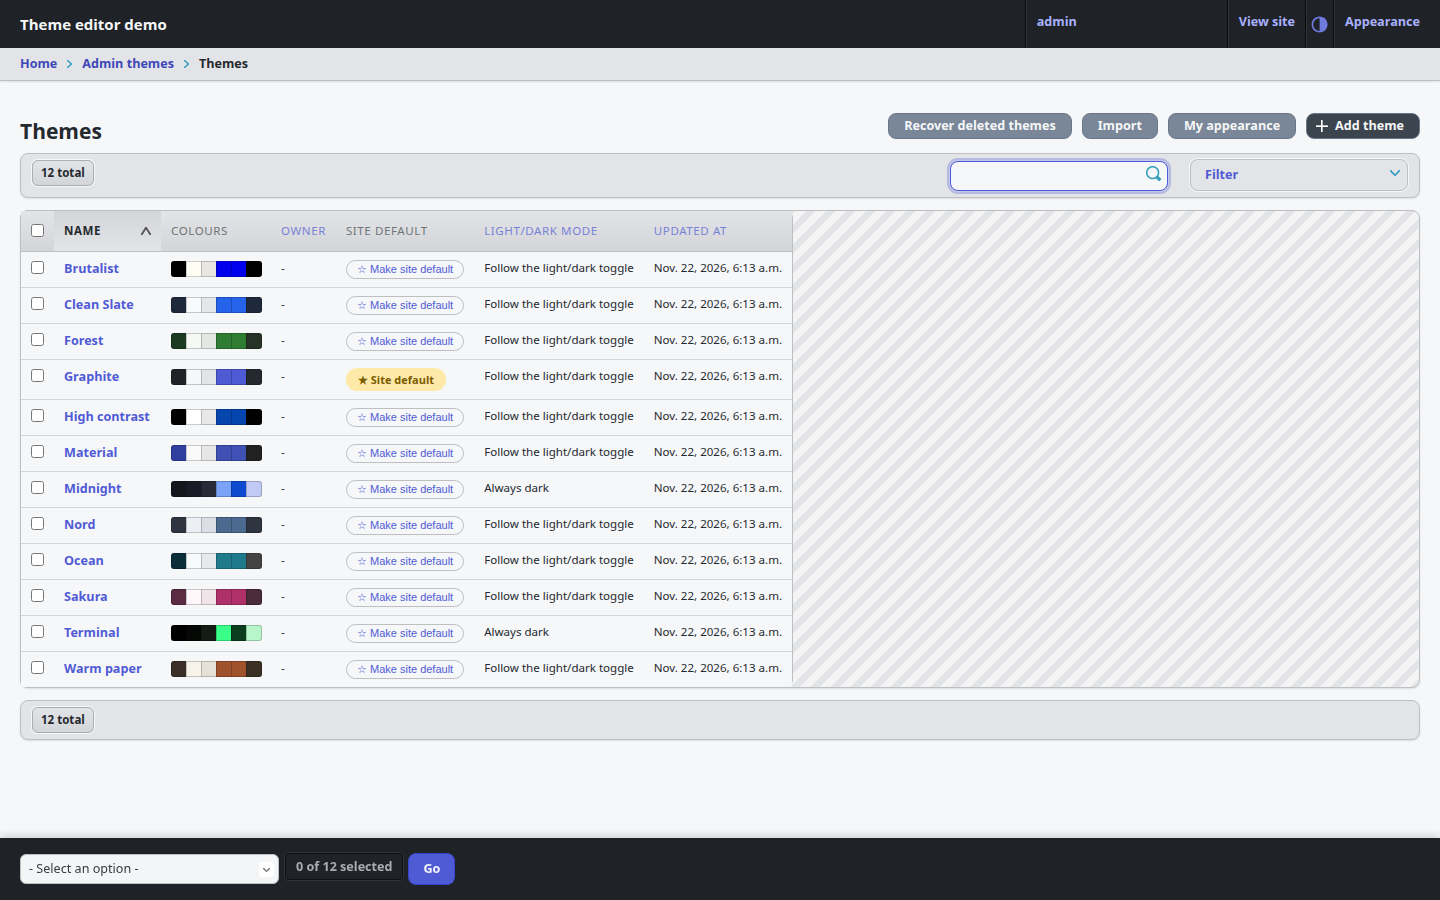 Theme editor demo
admin
View site
Appearance
Home > Admin themes > Themes
Themes
Recover deleted themes
Import
My appearance
+ Add theme
12 total
Filter
NAME COLOURS OWNER SITE DEFAULT LIGHT/DARK MODE UPDATED AT
Brutalist - ☆ Make site default Follow the light/dark toggle Nov. 22, 2026, 6:13 a.m.
Clean Slate - ☆ Make site default Follow the light/dark toggle Nov. 22, 2026, 6:13 a.m.
Forest - ☆ Make site default Follow the light/dark toggle Nov. 22, 2026, 6:13 a.m.
Graphite - ★ Site default Follow the light/dark toggle Nov. 22, 2026, 6:13 a.m.
High contrast - ☆ Make site default Follow the light/dark toggle Nov. 22, 2026, 6:13 a.m.
Material - ☆ Make site default Follow the light/dark toggle Nov. 22, 2026, 6:13 a.m.
Midnight - ☆ Make site default Always dark Nov. 22, 2026, 6:13 a.m.
Nord - ☆ Make site default Follow the light/dark toggle Nov. 22, 2026, 6:13 a.m.
Ocean - ☆ Make site default Follow the light/dark toggle Nov. 22, 2026, 6:13 a.m.
Sakura - ☆ Make site default Follow the light/dark toggle Nov. 22, 2026, 6:13 a.m.
Terminal - ☆ Make site default Always dark Nov. 22, 2026, 6:13 a.m.
Warm paper - ☆ Make site default Follow the light/dark toggle Nov. 22, 2026, 6:13 a.m.
12 total
- Select an option -
0 of 12 selected
Go